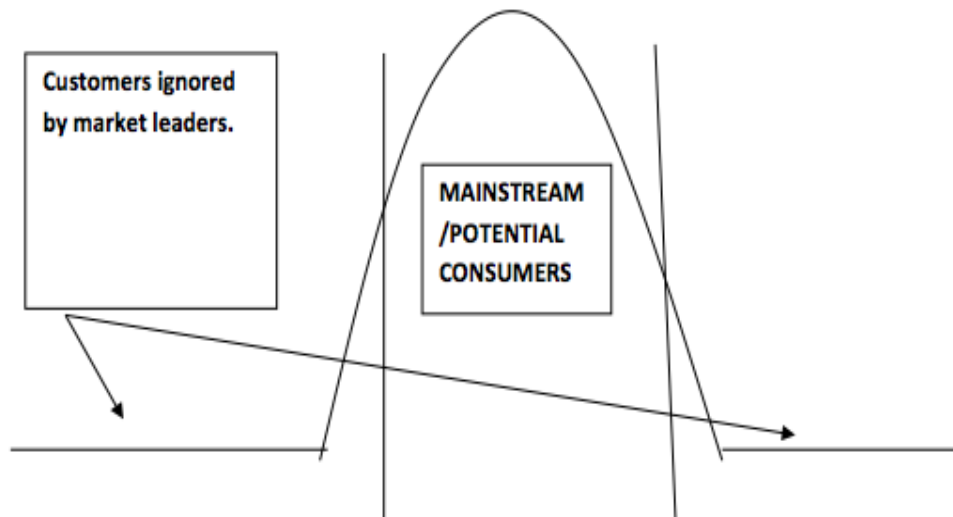 Customers ignored
by market leaders.
MAINSTREAM
/POTENTIAL
CONSUMERS